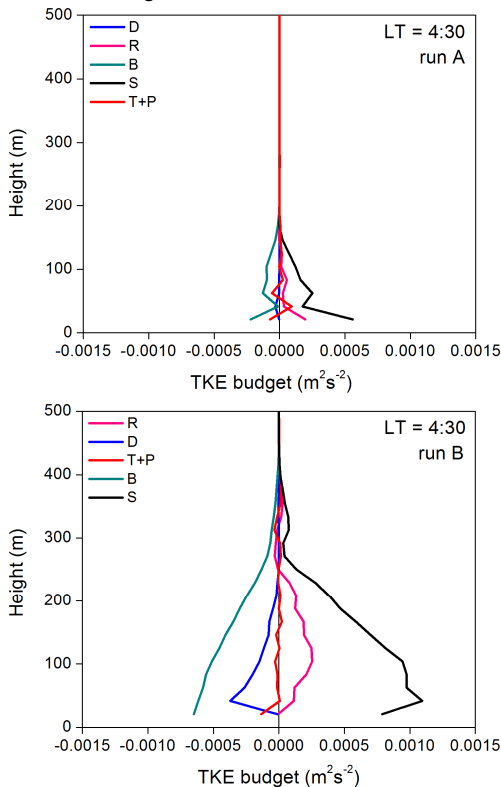 500
400
300
200
100
0
Height (m)
D
R
B
S
T+P
LT = 4:30
run A
-0.0015 -0.0010 -0.0005 0.0000 0.0005 0.0010 0.0015
TKE budget (m²s⁻²)
500
400
300
200
100
0
Height (m)
R
D
T+P
B
S
LT = 4:30
run B
-0.0015 -0.0010 -0.0005 0.0000 0.0005 0.0010 0.0015
TKE budget (m²s⁻²)